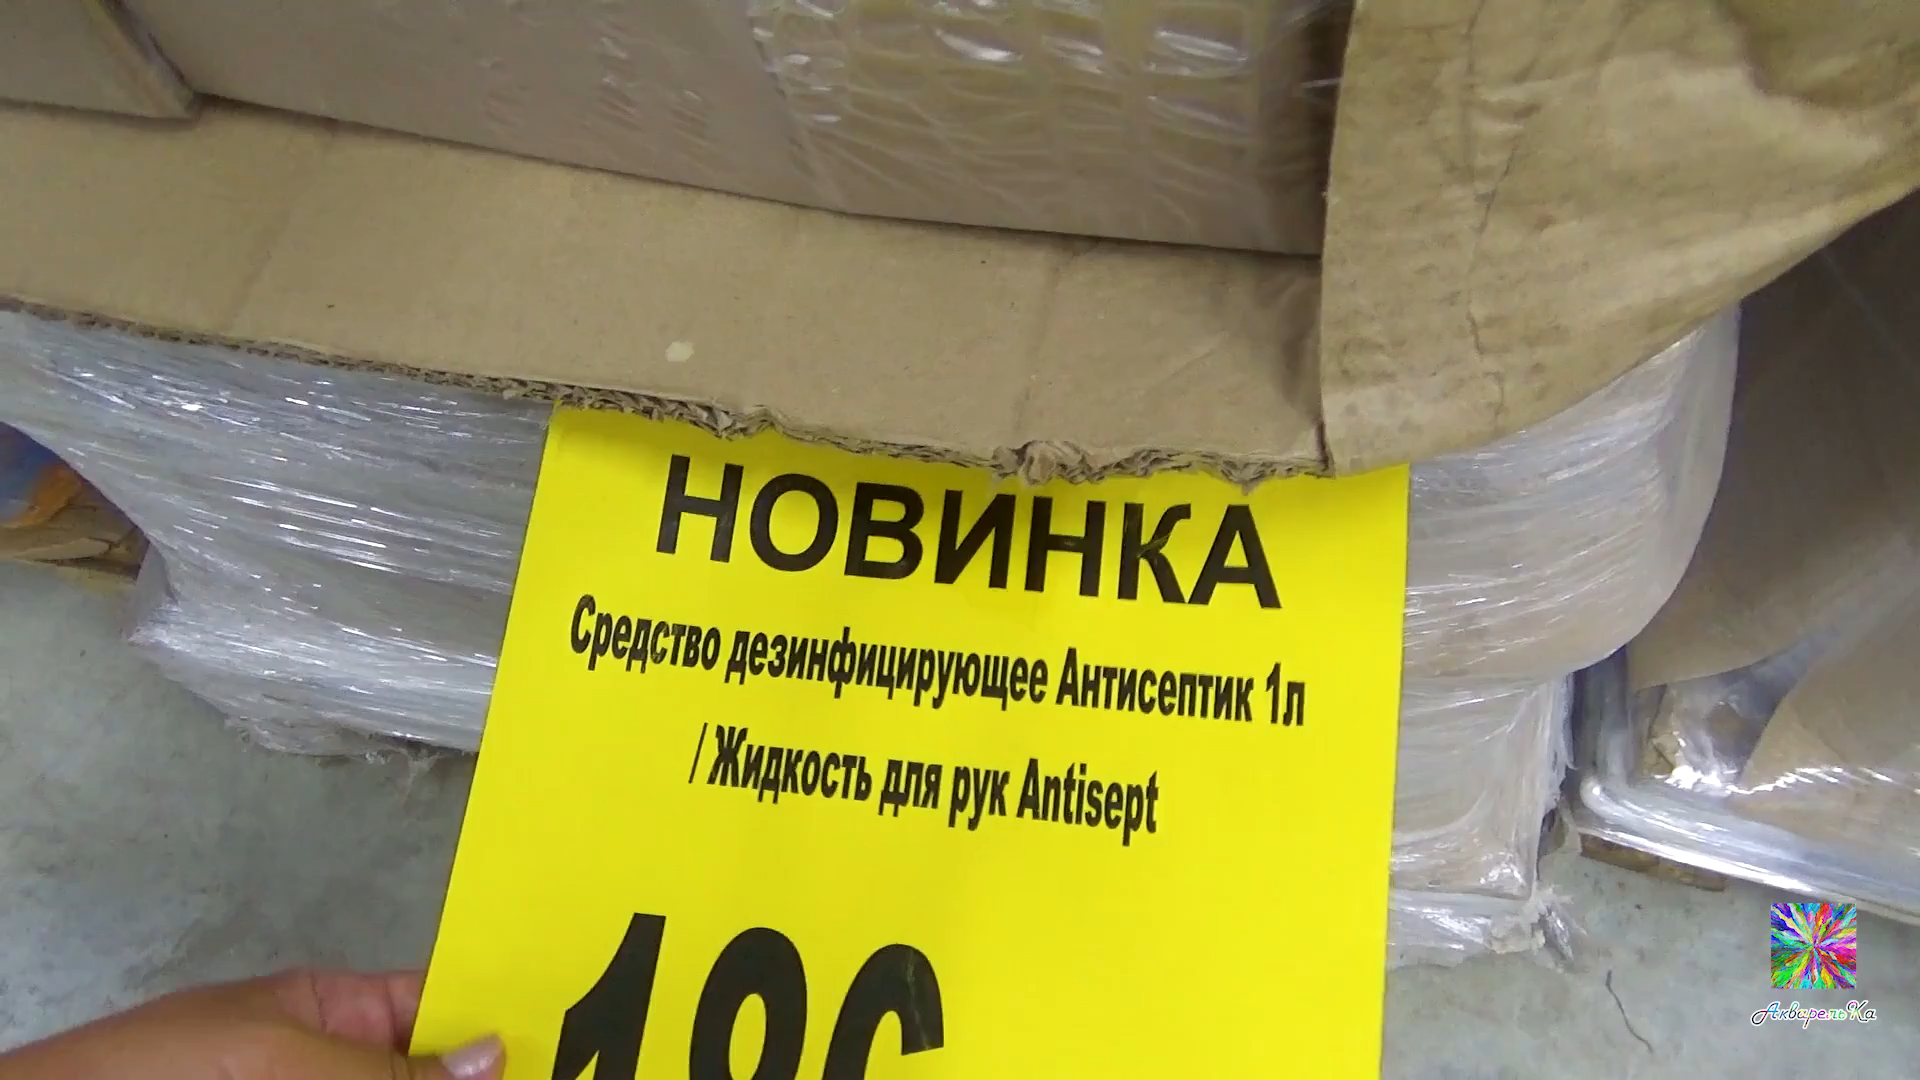 НОВИНКА
Средство дезинфицирующее Антисептик 1л
/ Жидкость для рук Antisept
АкварельКа